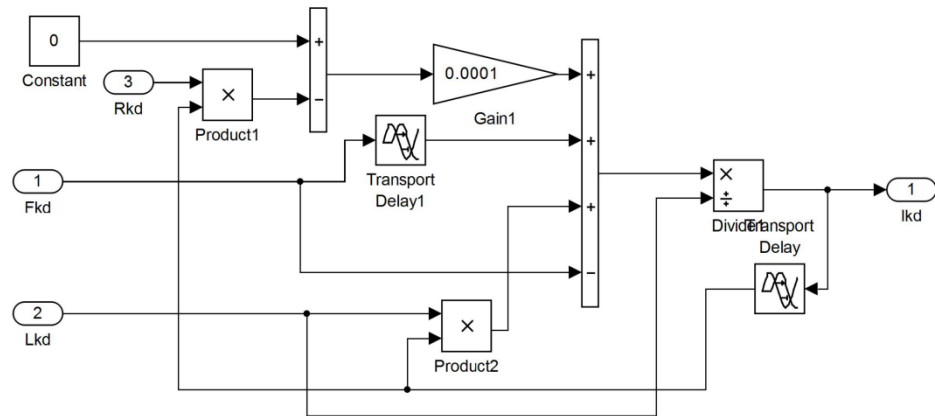 0
Constant
3
Rkd
×
Product1
+
−
0.0001
Gain1
1
Fkd
Transport
Delay1
+
+
+
−
×
÷
Divide1
Transport
Delay
1
Ikd
2
Lkd
×
Product2